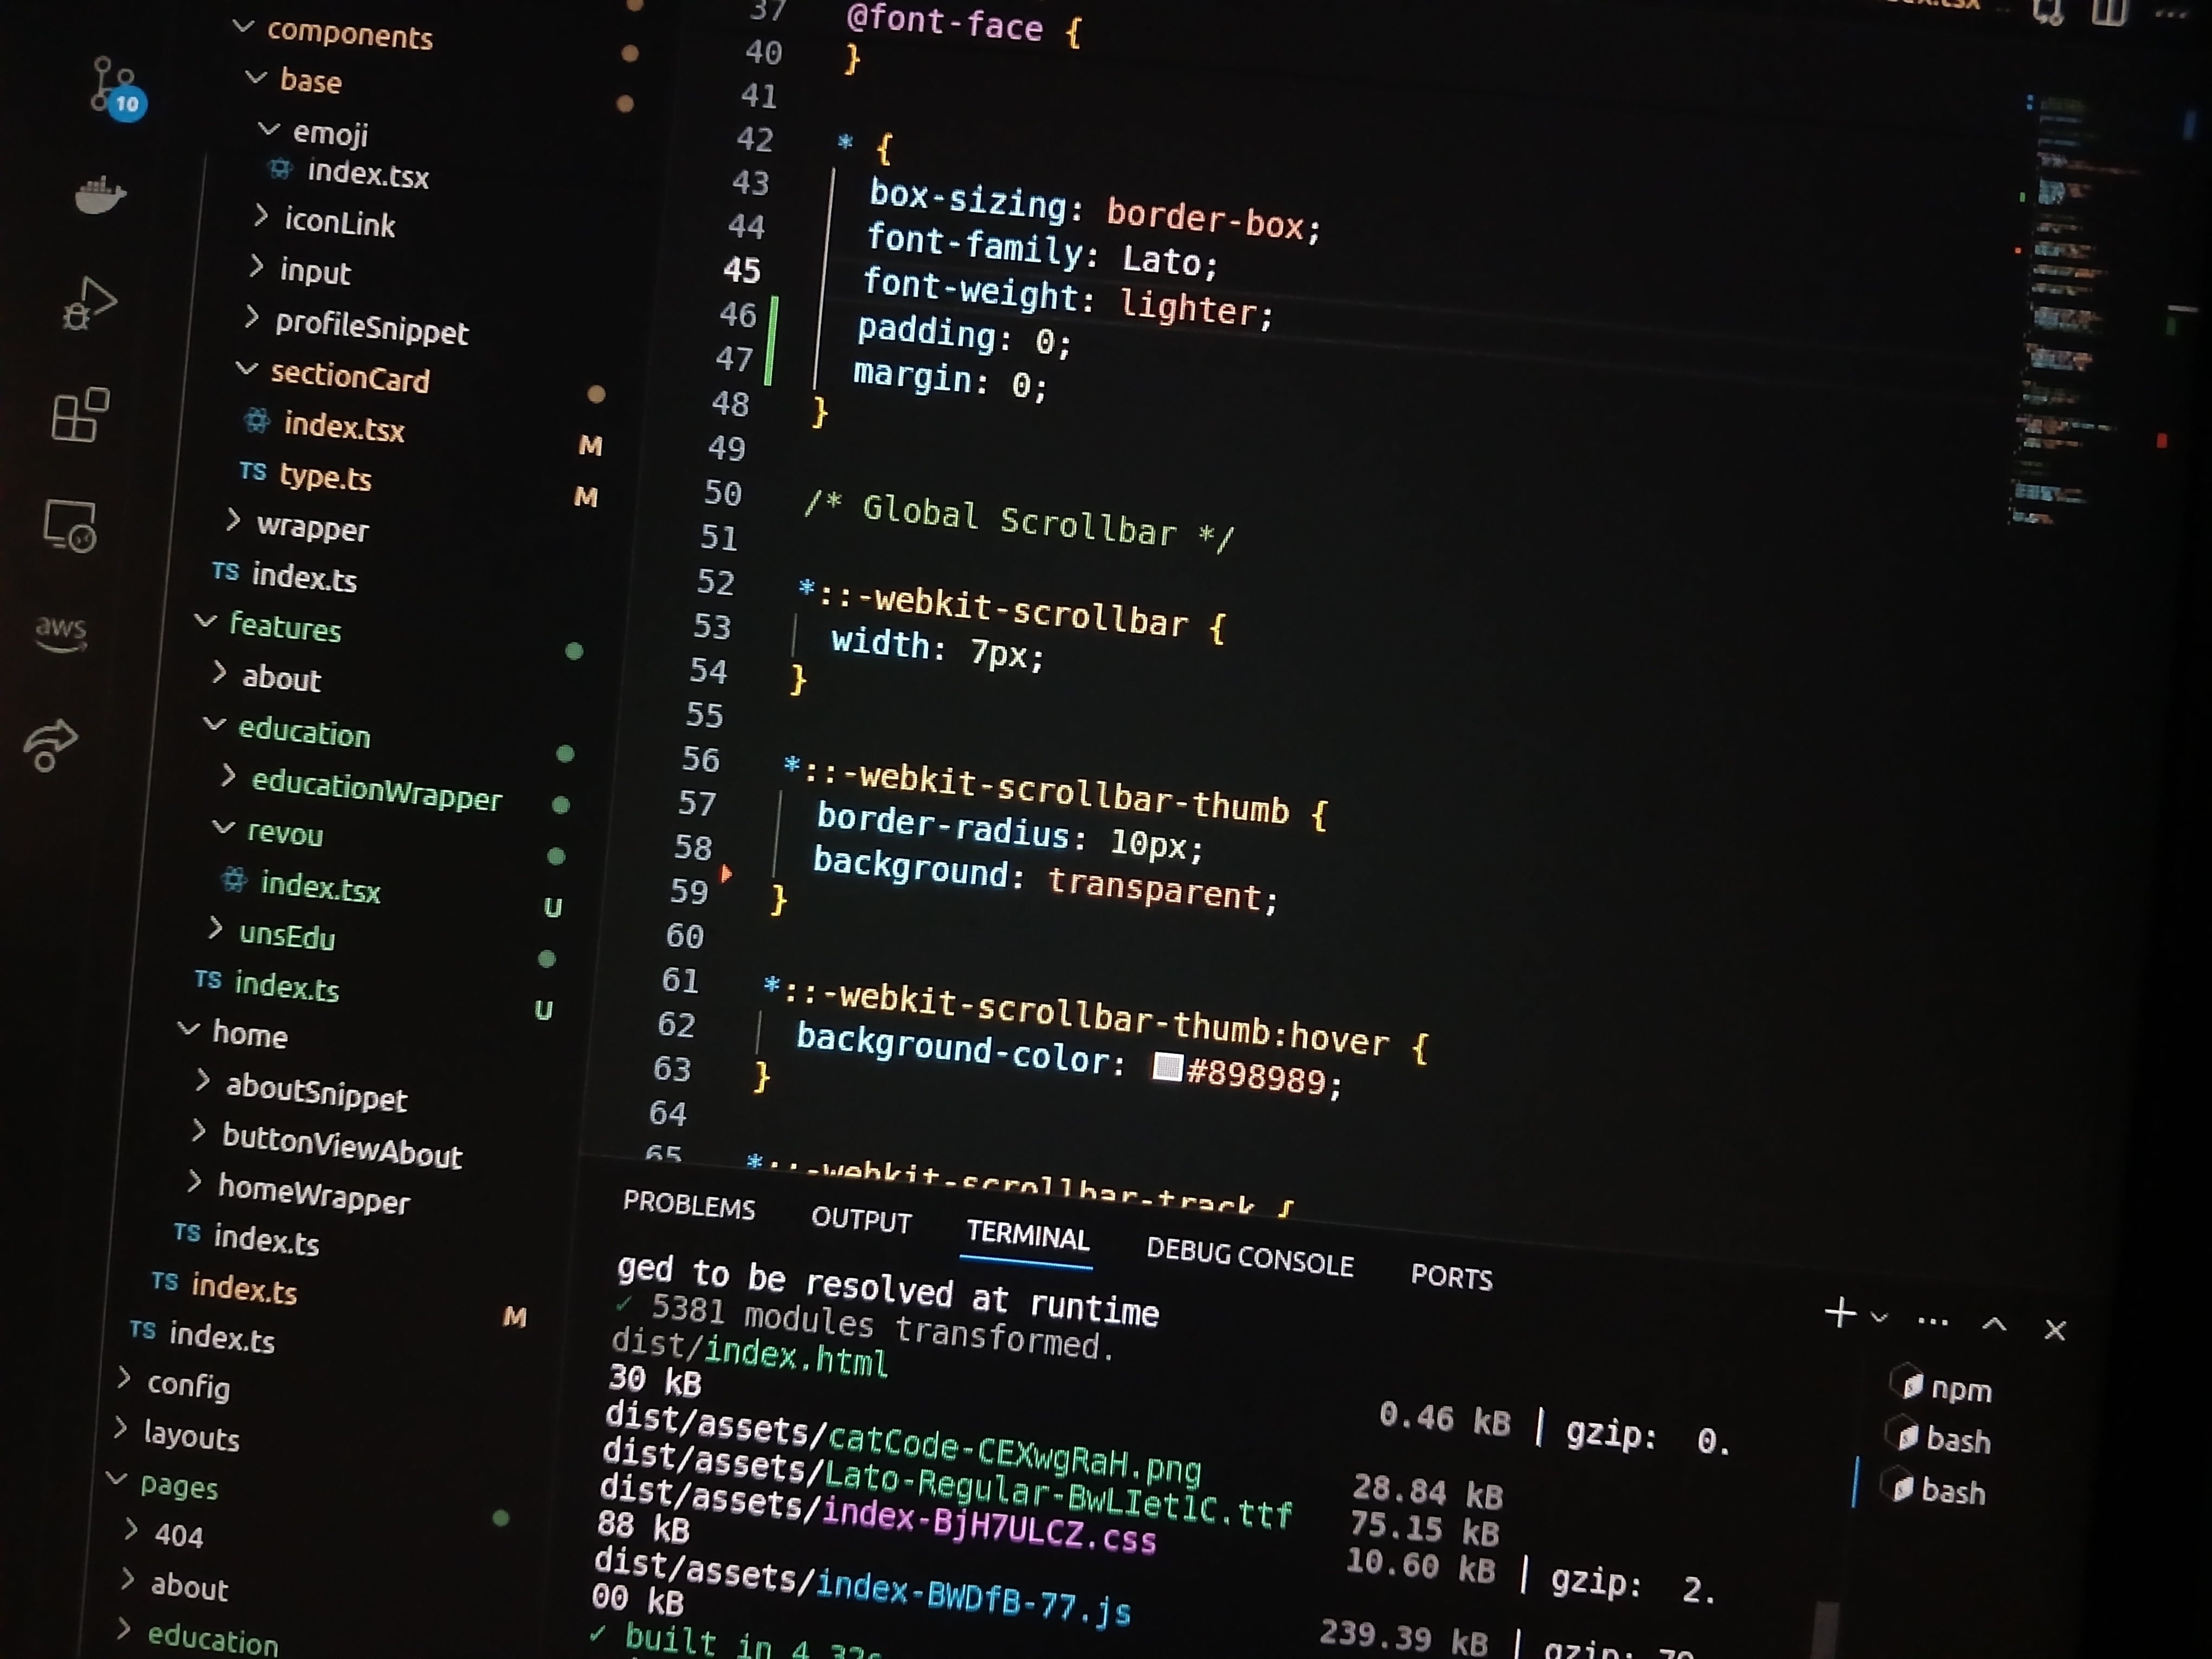 10
aws
components
base
emoji
index.tsx
iconLink
input
profileSnippet
sectionCard
index.tsx M
TS type.ts M
wrapper
TS index.ts
features
about
education
educationWrapper
revou
index.tsx U
unsEdu
TS index.ts U
home
aboutSnippet
buttonViewAbout
homeWrapper
TS index.ts
TS index.ts M
TS index.ts
config
layouts
pages
404
about
education
37 @font-face {
40 }
41
42 * {
43 box-sizing: border-box;
44 font-family: Lato;
45 font-weight: lighter;
46 padding: 0;
47 margin: 0;
48 }
49
50 /* Global Scrollbar */
51
52 *::-webkit-scrollbar {
53 width: 7px;
54 }
55
56 *::-webkit-scrollbar-thumb {
57 border-radius: 10px;
58 background: transparent;
59 }
60
61 *::-webkit-scrollbar-thumb:hover {
62 background-color: #898989;
63 }
64
65 *::-webkit-scrollbar-track {
PROBLEMS OUTPUT TERMINAL DEBUG CONSOLE PORTS
ged to be resolved at runtime
✓ 5381 modules transformed.
dist/index.html 0.46 kB | gzip: 0.
30 kB
dist/assets/catCode-CEXwgRaH.png 28.84 kB
dist/assets/Lato-Regular-BwLIetlC.ttf 75.15 kB
dist/assets/index-BjH7ULCZ.css 10.60 kB | gzip: 2.
88 kB
dist/assets/index-BWDfB-77.js 239.39 kB | gzip:
00 kB
✓ built in
npm
bash
bash